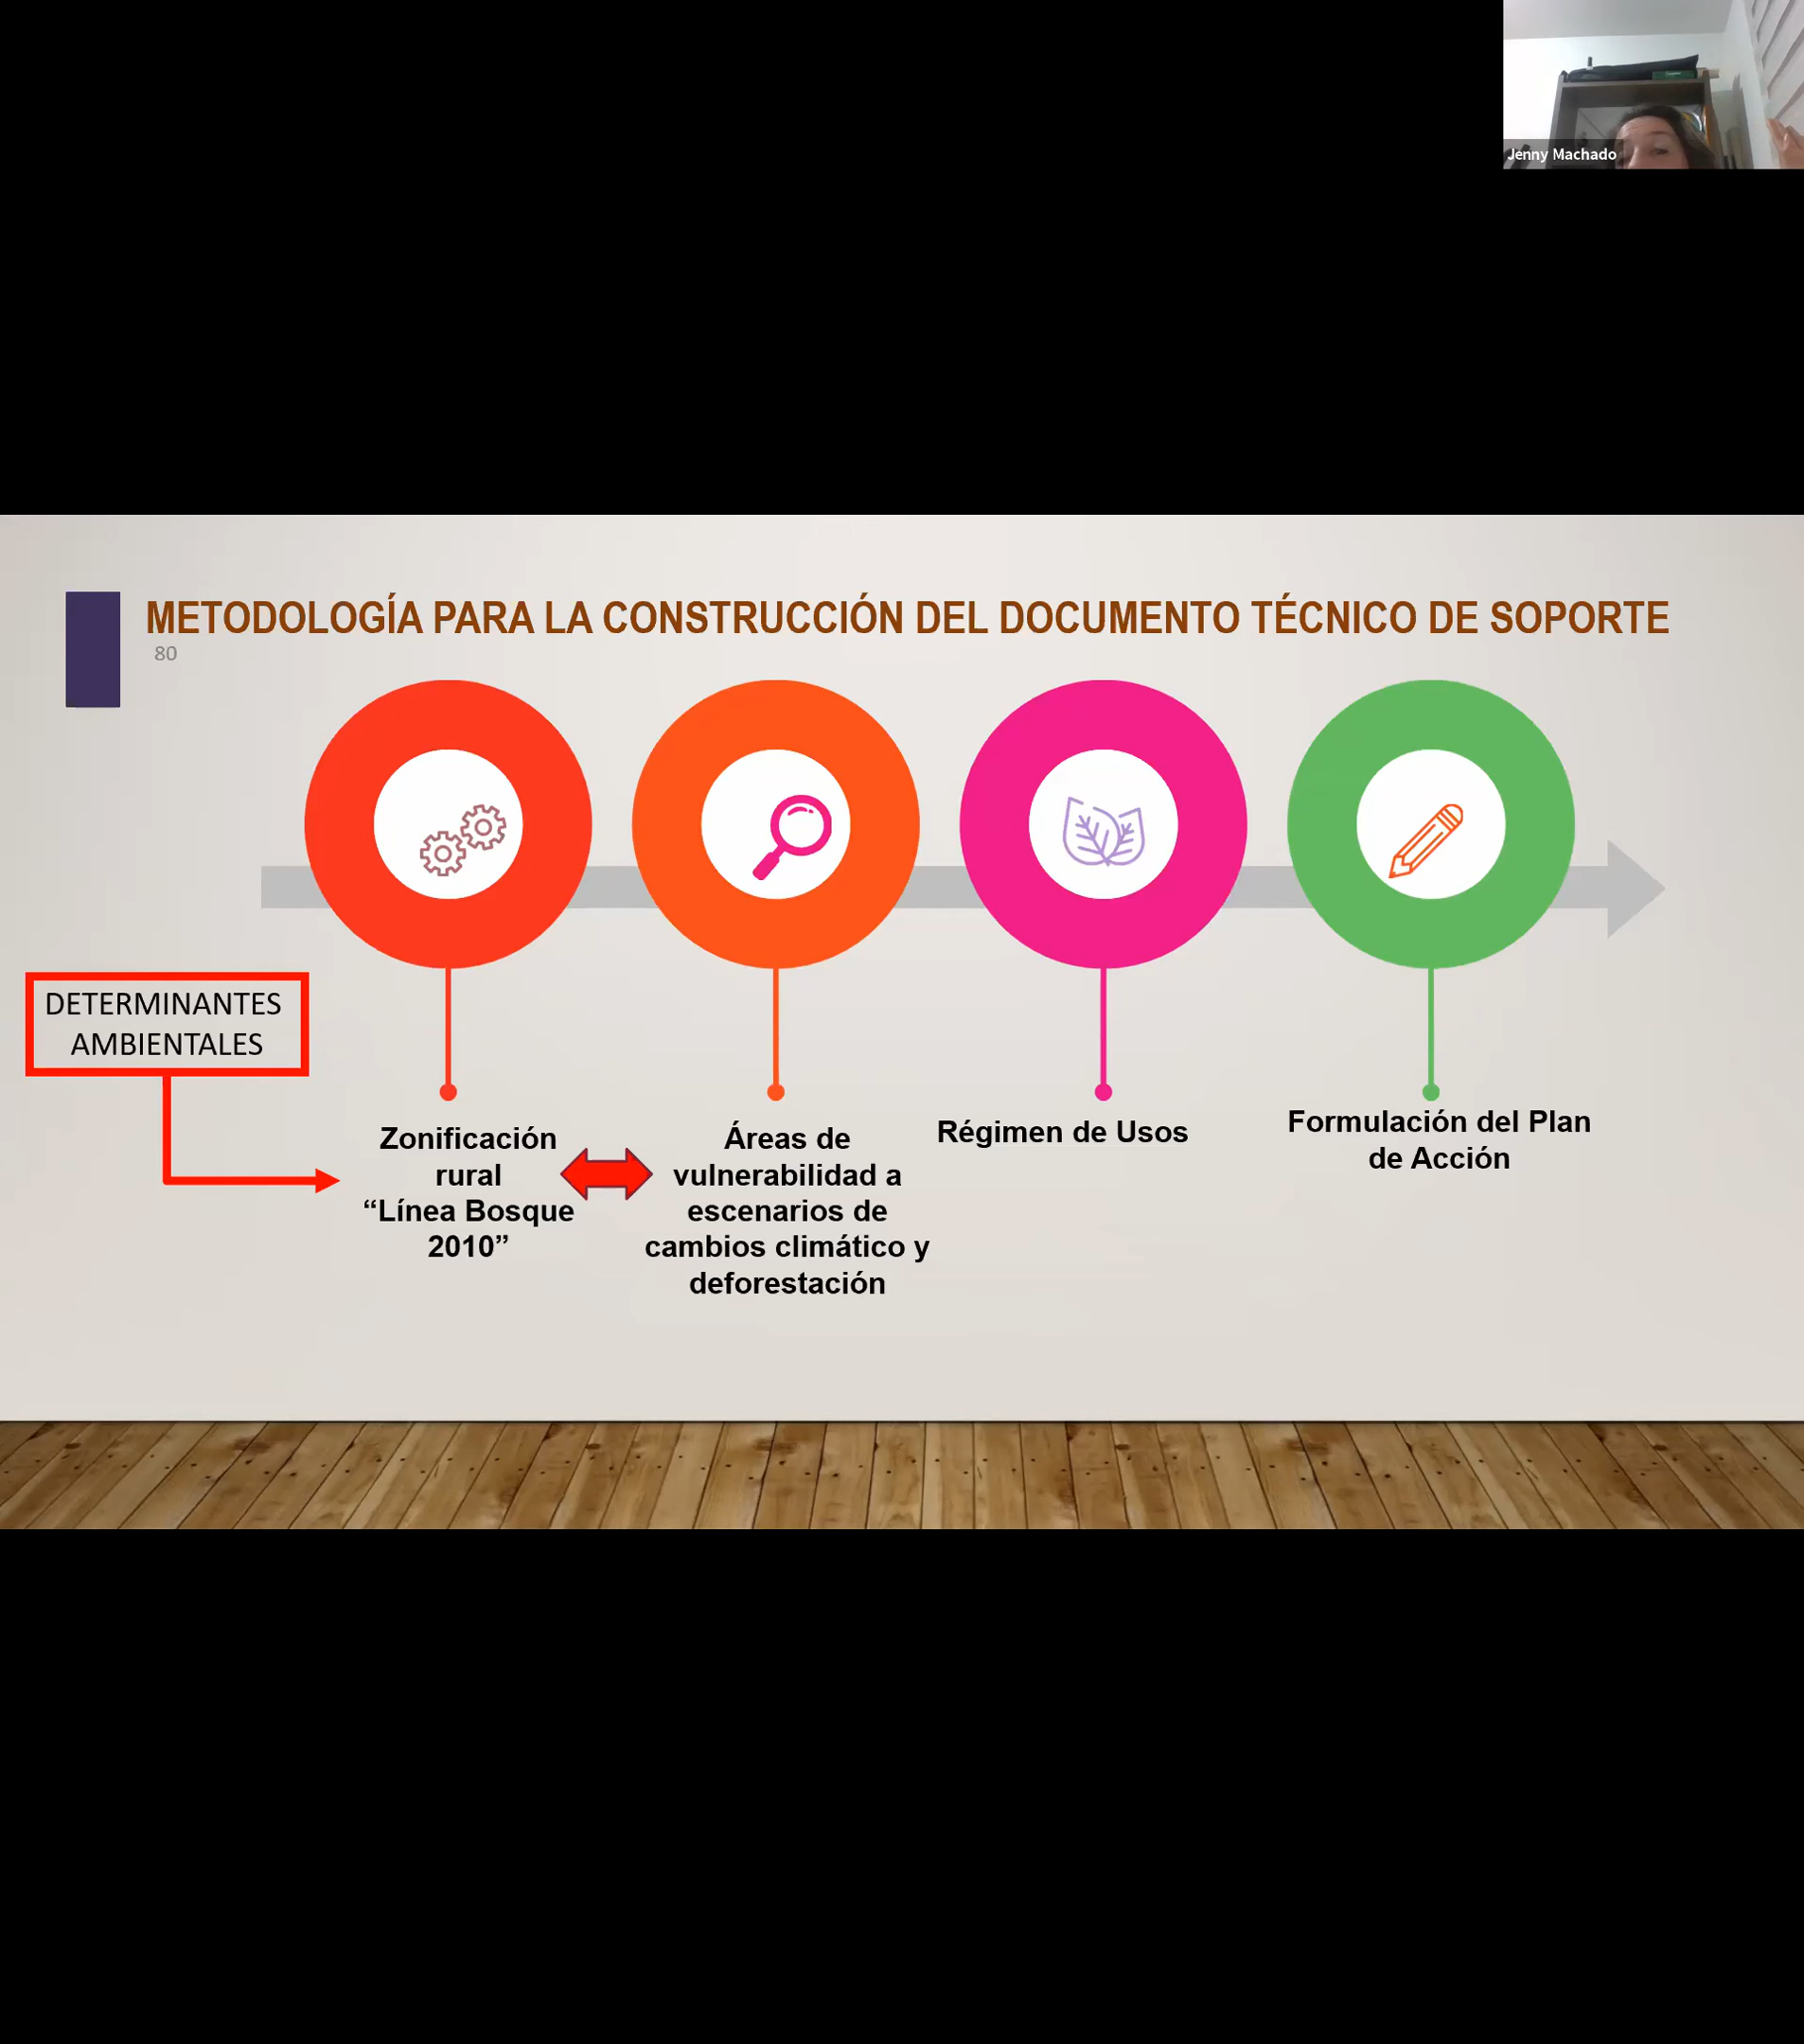 Jenny Machado
METODOLOGÍA PARA LA CONSTRUCCIÓN DEL DOCUMENTO TÉCNICO DE SOPORTE
80
DETERMINANTES
AMBIENTALES
Zonificación
rural
“Línea Bosque
2010”
Áreas de
vulnerabilidad a
escenarios de
cambios climático y
deforestación
Régimen de Usos
Formulación del Plan
de Acción